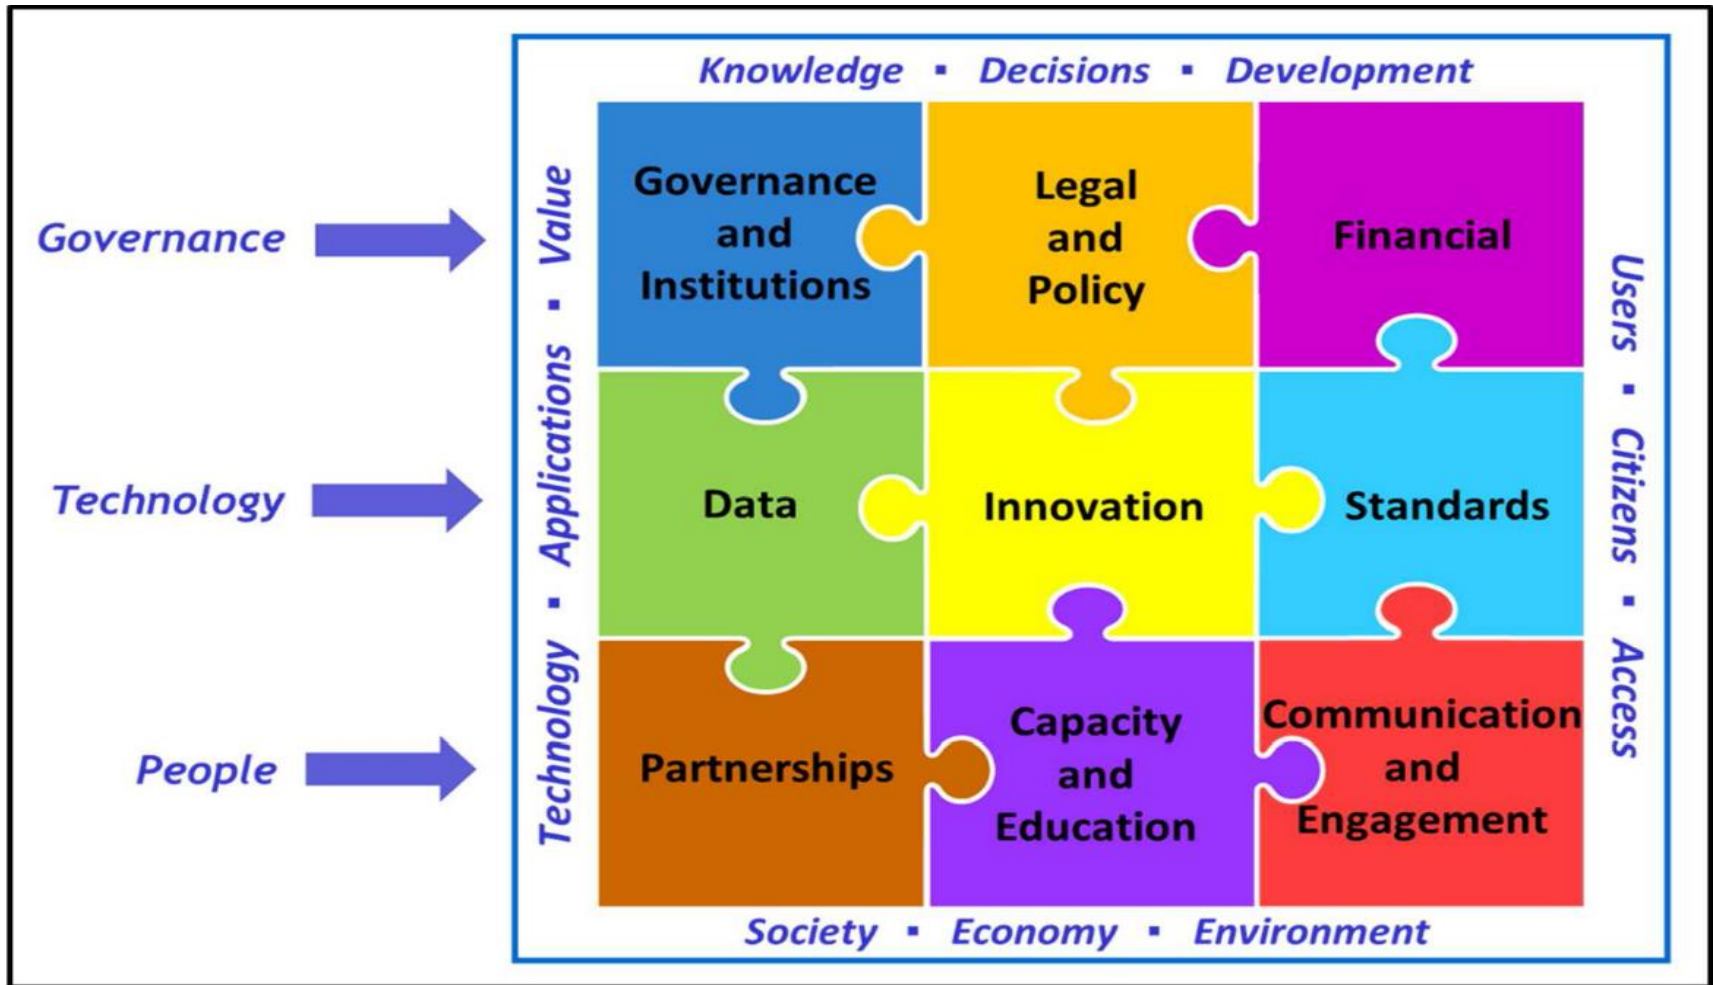 Knowledge ▪ Decisions ▪ Development
Governance
Technology
People
Technology ▪ Applications ▪ Value
Governance
and
Institutions
Legal
and
Policy
Financial
Data
Innovation
Standards
Partnerships
Capacity
and
Education
Communication
and
Engagement
Users ▪ Citizens ▪ Access
Society ▪ Economy ▪ Environment